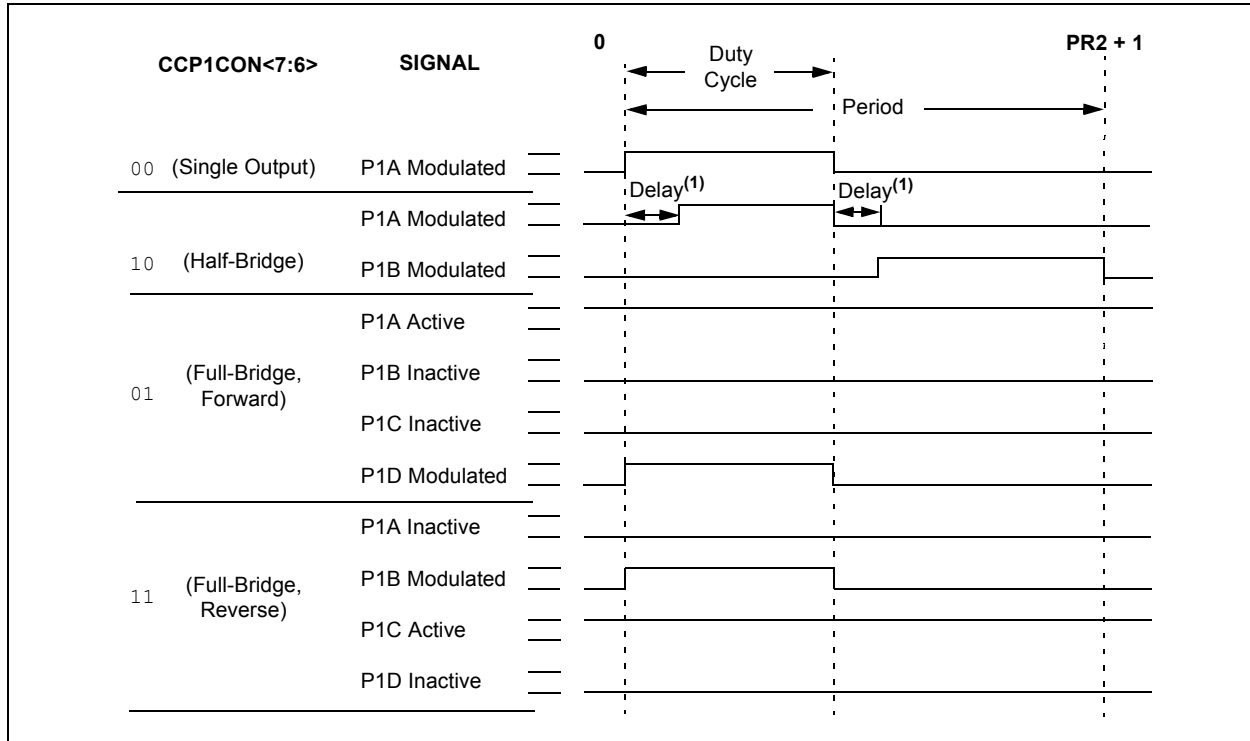 0 PR2 + 1
CCP1CON<7:6> SIGNAL Duty
Cycle
Period
00 (Single Output) P1A Modulated
Delay(1) Delay(1)
P1A Modulated
10 (Half-Bridge) P1B Modulated
P1A Active
(Full-Bridge, P1B Inactive
01 Forward)
P1C Inactive
P1D Modulated
P1A Inactive
(Full-Bridge, P1B Modulated
11 Reverse)
P1C Active
P1D Inactive